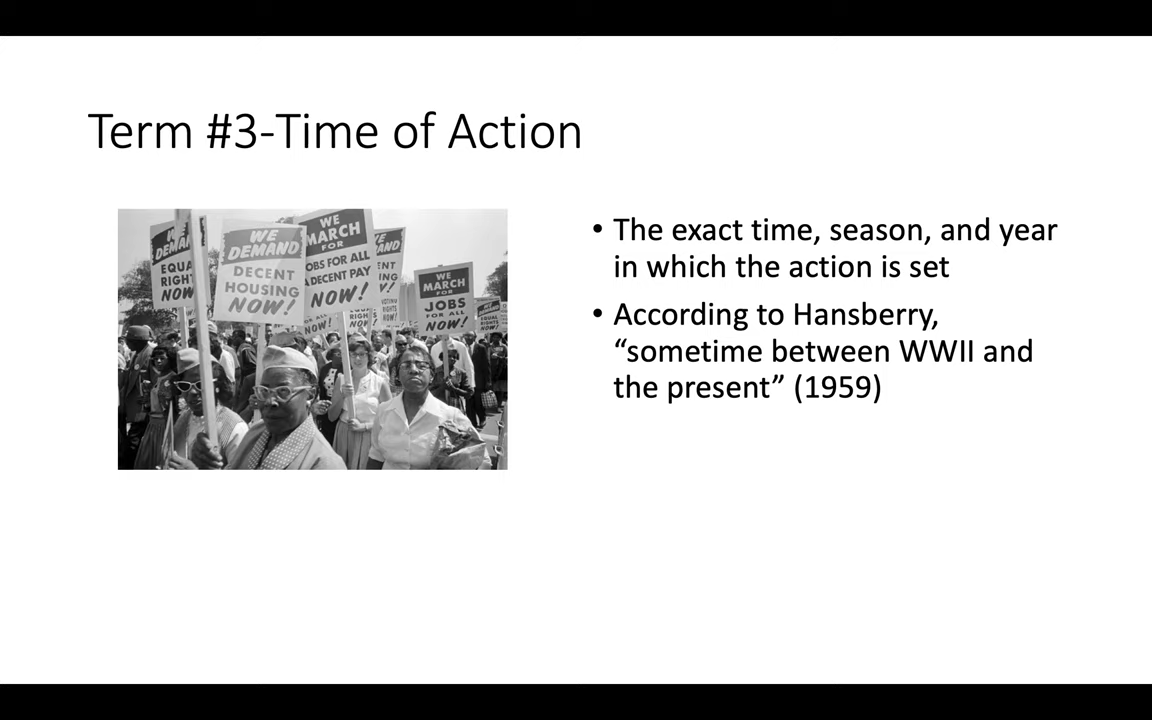 Term #3-Time of Action
WE
DEMAND
EQUAL
RIGHTS
NOW!
WE
DEMAND
DECENT
HOUSING
NOW!
WE
MARCH
FOR
JOBS FOR ALL
A DECENT PAY
NOW!
WE
MARCH
FOR
JOBS
FOR ALL
NOW!
• The exact time, season, and year
in which the action is set
• According to Hansberry,
“sometime between WWII and
the present” (1959)